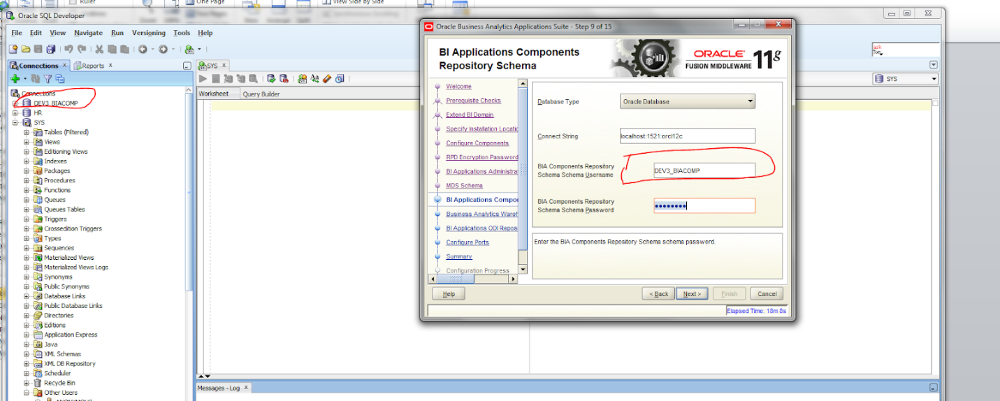 Ruler
One Page
View Side by Side
Oracle SQL Developer
File Edit View Navigate Run Versioning Tools Help
Connections x Reports x
SYS x
SYS
Worksheet Query Builder
Connections
DEV3_BIACOMP
HR
SYS
Tables (Filtered)
Views
Editioning Views
Indexes
Packages
Procedures
Functions
Queues
Queues Tables
Triggers
Crossedition Triggers
Types
Sequences
Materialized Views
Materialized Views Logs
Synonyms
Public Synonyms
Database Links
Public Database Links
Directories
Editions
Application Express
Java
XML Schemas
XML DB Repository
Scheduler
Recycle Bin
Other Users
Messages - Log x
Oracle Business Analytics Applications Suite - Step 9 of 15
BI Applications Components
Repository Schema
ORACLE
FUSION MIDDLEWARE 11g
Welcome
Prerequisite Checks
Extend BI Domain
Specify Installation Locatio
Configure Components
RPD Encryption Password
BI Applications Administra
MDS Schema
BI Applications Compo
Business Analytics Wareh
BI Applications ODI Repos
Configure Ports
Summary
Configuration Progress
Database Type Oracle Database
Connect String localhost:1521:orcl12c
BIA Components Repository
Schema Schema Username DEV3_BIACOMP
BIA Components Repository
Schema Schema Password ••••••••
Enter the BIA Components Repository Schema schema password.
Help < Back Next > Finish Cancel
Elapsed Time: 18m 8s